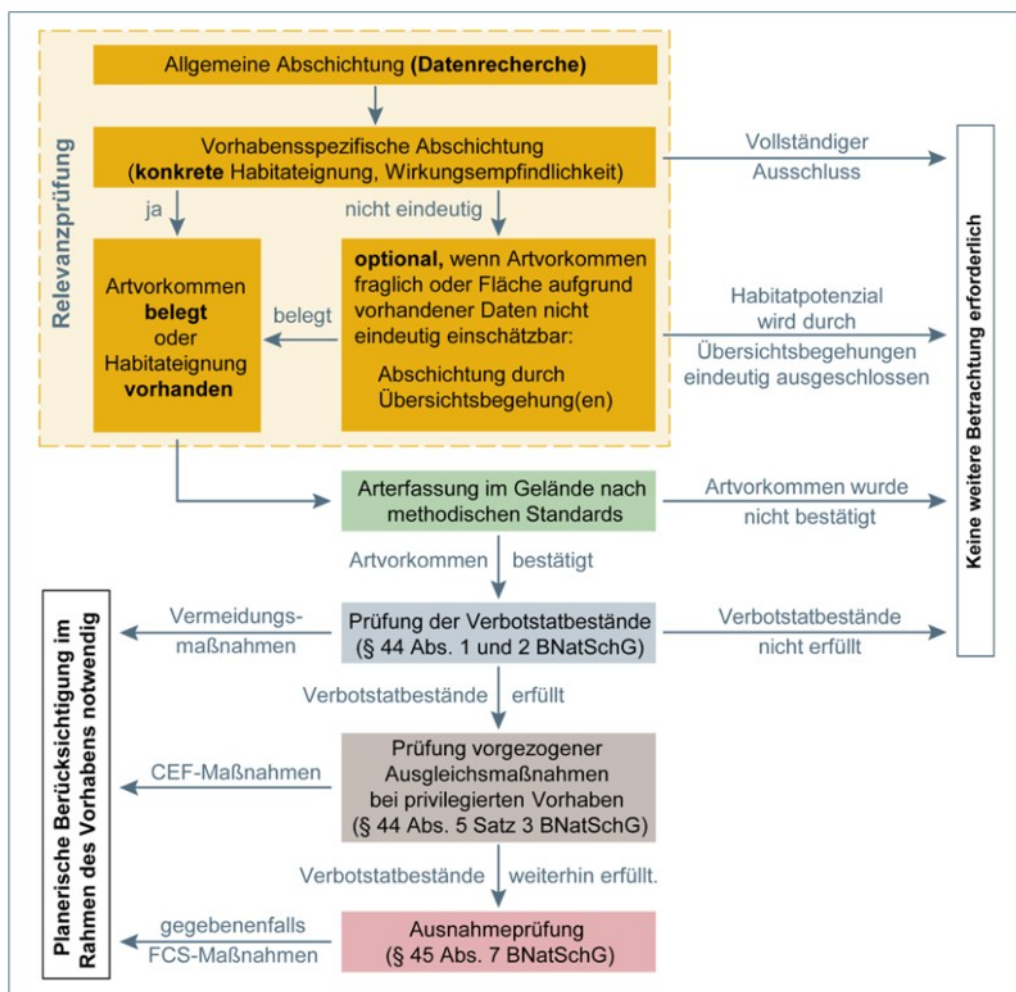 Allgemeine Abschichtung (Datenrecherche)
Relevanzprüfung
Vorhabensspezifische Abschichtung
(konkrete Habitateignung, Wirkungsempfindlichkeit)
Vollständiger
Ausschluss
ja
nicht eindeutig
Artvorkommen
belegt
oder
Habitateignung
vorhanden
belegt
optional, wenn Artvorkommen
fraglich oder Fläche aufgrund
vorhandener Daten nicht
eindeutig einschätzbar:
Abschichtung durch
Übersichtsbegehung(en)
Habitatpotenzial
wird durch
Übersichtsbegehungen
eindeutig ausgeschlossen
Keine weitere Betrachtung erforderlich
Arterfassung im Gelände nach
methodischen Standards
Artvorkommen wurde
nicht bestätigt
Artvorkommen bestätigt
Vermeidungs-
maßnahmen
Prüfung der Verbotstatbestände
(§ 44 Abs. 1 und 2 BNatSchG)
Verbotstatbestände
nicht erfüllt
Verbotstatbestände erfüllt
Planerische Berücksichtigung im
Rahmen des Vorhabens notwendig
CEF-Maßnahmen
Prüfung vorgezogener
Ausgleichsmaßnahmen
bei privilegierten Vorhaben
(§ 44 Abs. 5 Satz 3 BNatSchG)
Verbotstatbestände weiterhin erfüllt.
gegebenenfalls
FCS-Maßnahmen
Ausnahmeprüfung
(§ 45 Abs. 7 BNatSchG)